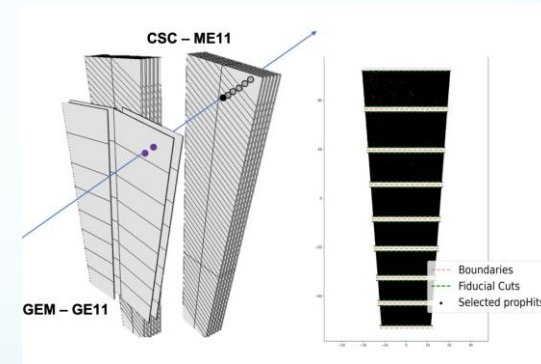 CSC – ME11
GEM – GE11
Boundaries
Fiducial Cuts
Selected propHits